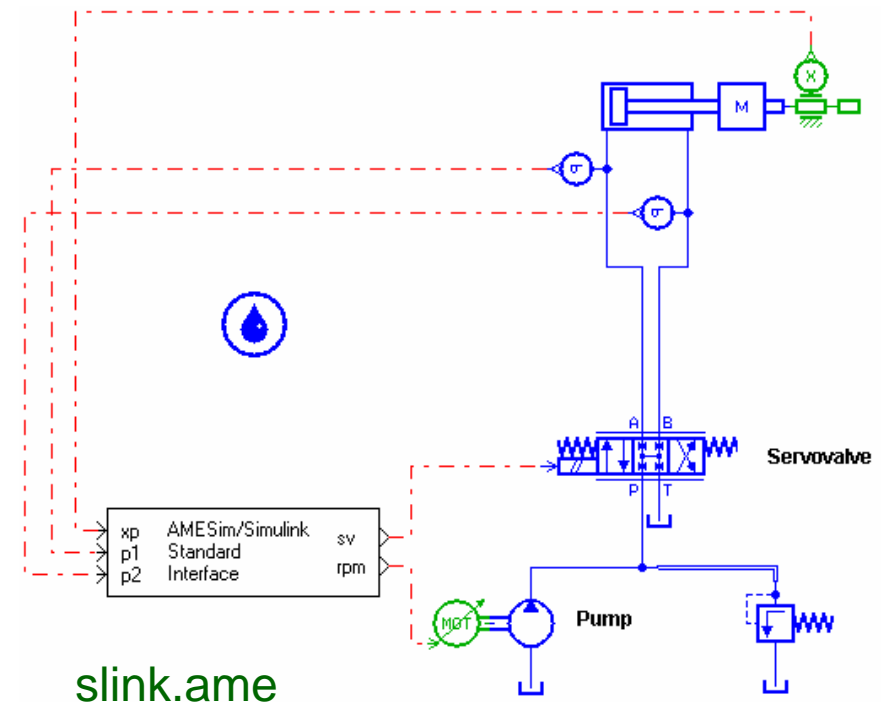 X
M
σ
σ
A B
P T
Servovalve
xp AMESim/Simulink sv
p1 Standard
p2 Interface rpm
MOT
Pump
slink.ame